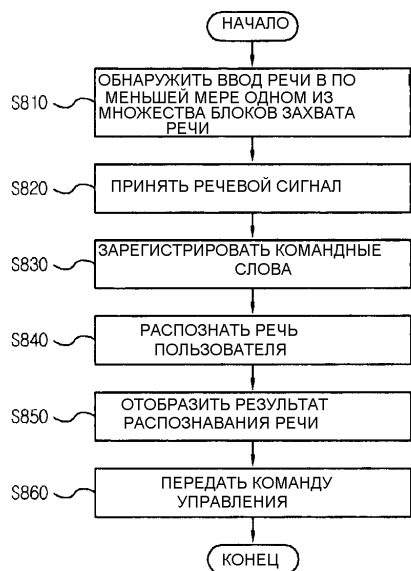 НАЧАЛО
S810
ОБНАРУЖИТЬ ВВОД РЕЧИ В ПО
МЕНЬШЕЙ МЕРЕ ОДНОМ ИЗ
МНОЖЕСТВА БЛОКОВ ЗАХВАТА
РЕЧИ
S820
ПРИНЯТЬ РЕЧЕВОЙ СИГНАЛ
S830
ЗАРЕГИСТРИРОВАТЬ КОМАНДНЫЕ
СЛОВА
S840
РАСПОЗНАТЬ РЕЧЬ
ПОЛЬЗОВАТЕЛЯ
S850
ОТОБРАЗИТЬ РЕЗУЛЬТАТ
РАСПОЗНАВАНИЯ РЕЧИ
S860
ПЕРЕДАТЬ КОМАНДУ
УПРАВЛЕНИЯ
КОНЕЦ